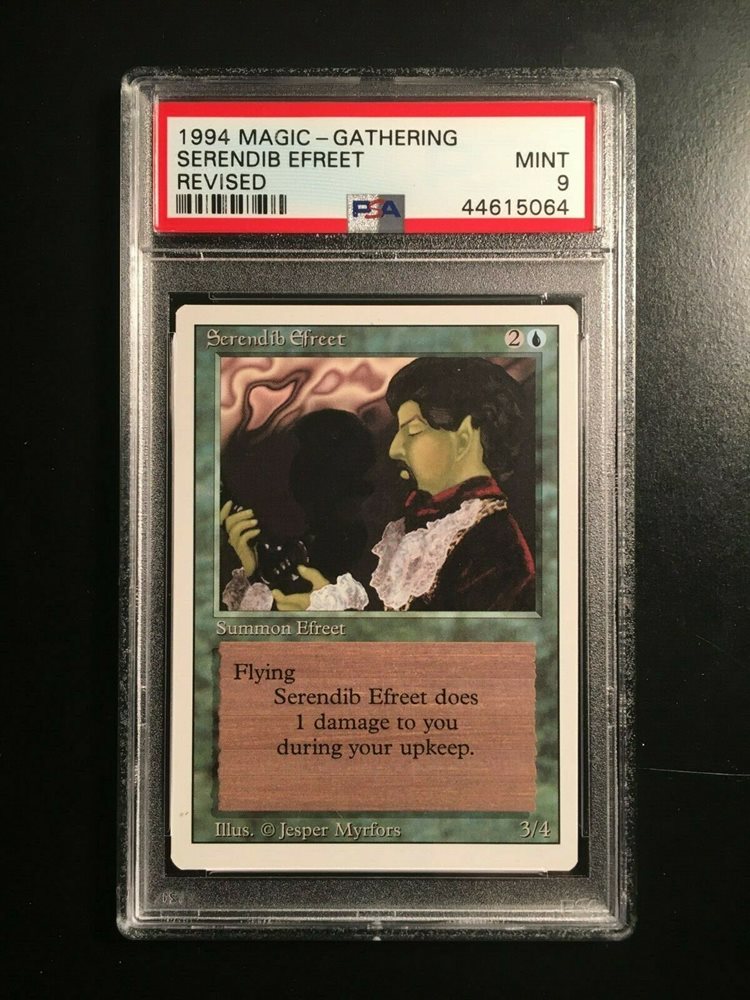 1994 MAGIC – GATHERING
SERENDIB EFREET MINT
REVISED 9
PSA 44615064
Serendib Efreet 2
Summon Efreet
Flying
Serendib Efreet does
1 damage to you
during your upkeep.
Illus. © Jesper Myrfors 3/4